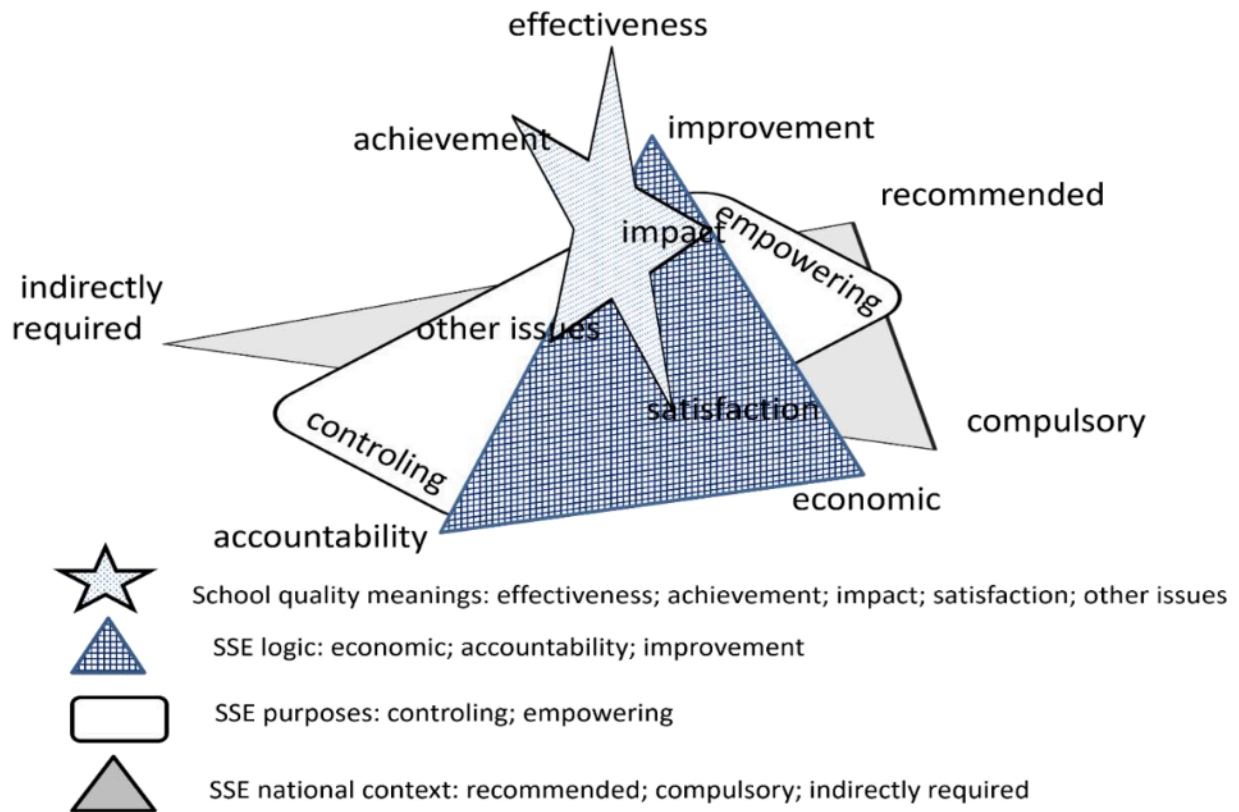 effectiveness
achievement
improvement
recommended
impact
empowering
indirectly
required
other issues
satisfaction
controling
compulsory
economic
accountability
School quality meanings: effectiveness; achievement; impact; satisfaction; other issues
SSE logic: economic; accountability; improvement
SSE purposes: controling; empowering
SSE national context: recommended; compulsory; indirectly required